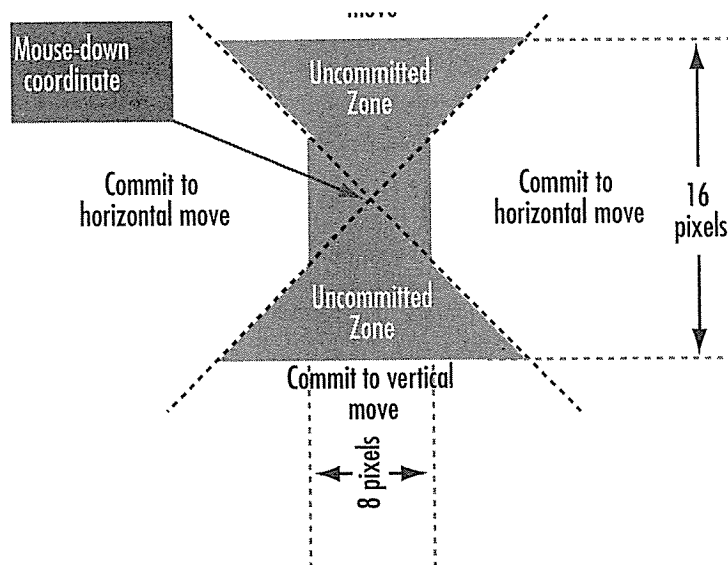 move
Mouse-down
coordinate
Uncommitted
Zone
Commit to
horizontal move
Commit to
horizontal move
16
pixels
Uncommitted
Zone
Commit to vertical
move
8 pixels